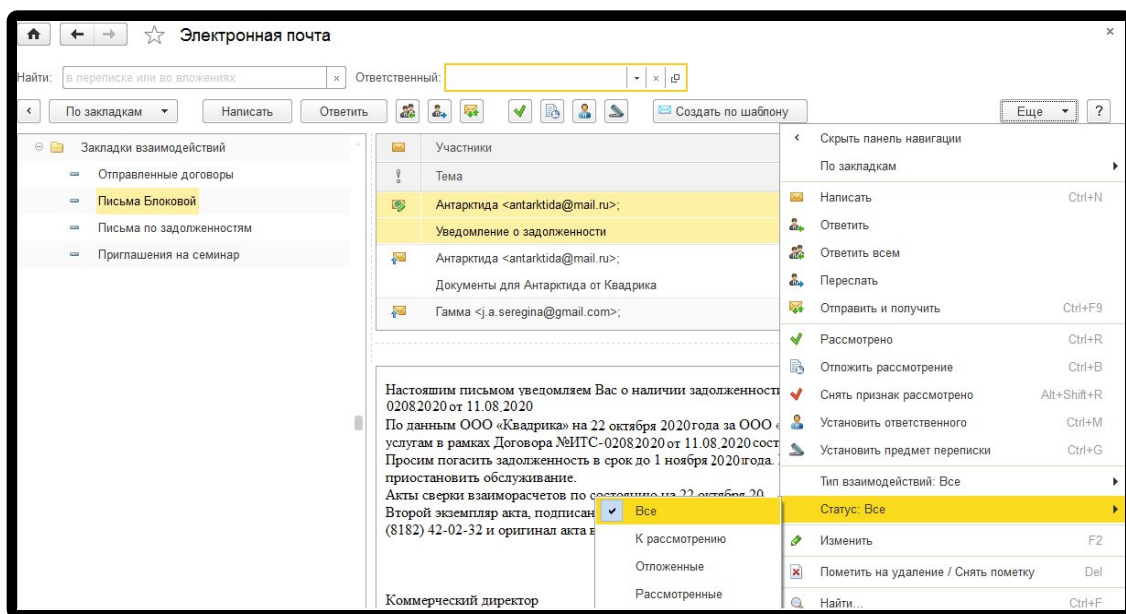 Электронная почта
Найти: в переписке или во вложениях Ответственный:
По закладкам Написать Ответить Создать по шаблону Еще ?
Закладки взаимодействий
Отправленные договоры
Письма Блоковой
Письма по задолженностям
Приглашения на семинар
Участники
Тема
Антарктида <antarktida@mail.ru>;
Уведомление о задолженности
Антарктида <antarktida@mail.ru>;
Документы для Антарктида от Квадрика
Гамма <j.a.seregina@gmail.com>;
Настоящим письмом уведомляем Вас о наличии задолженности
02082020 от 11.08.2020
По данным ООО «Квадрика» на 22 октября 2020 года за ООО «
услугам в рамках Договора №ИТС-02082020 от 11.08.2020 сост
Просим погасить задолженность в срок до 1 ноября 2020 года.
приостановить обслуживание.
Акты сверки взаиморасчетов по состоянию на 22 октября 20
Второй экземпляр акта, подписан
(8182) 42-02-32 и оригинал акта в
Коммерческий директор
Скрыть панель навигации
По закладкам
Написать Ctrl+N
Ответить
Ответить всем
Переслать
Отправить и получить Ctrl+F9
Рассмотрено Ctrl+R
Отложить рассмотрение Ctrl+B
Снять признак рассмотрено Alt+Shift+R
Установить ответственного Ctrl+M
Установить предмет переписки Ctrl+G
Тип взаимодействий: Все
Статус: Все
Изменить F2
Пометить на удаление / Снять пометку Del
Найти... Ctrl+F
Все
К рассмотрению
Отложенные
Рассмотренные